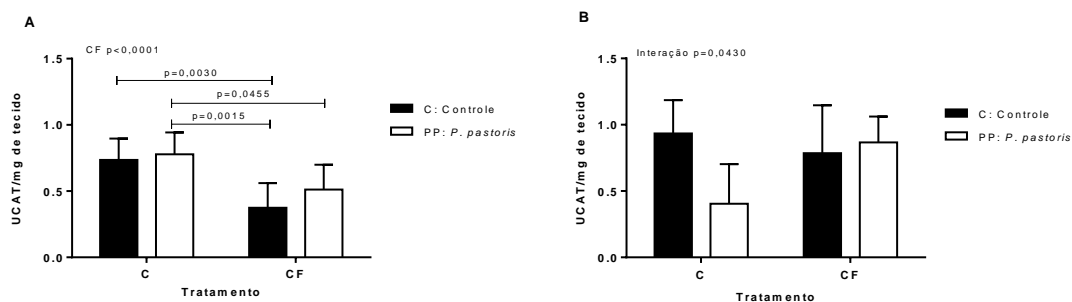 A
CF p<0,0001
p=0,0030
p=0,0455
p=0,0015
1.5
1.0
0.5
0.0
UCAT/mg de tecido
C
CF
Tratamento
C: Controle
PP: P. pastoris
B
Interação p=0,0430
1.5
1.0
0.5
0.0
UCAT/mg de tecido
C
CF
Tratamento
C: Controle
PP: P. pastoris